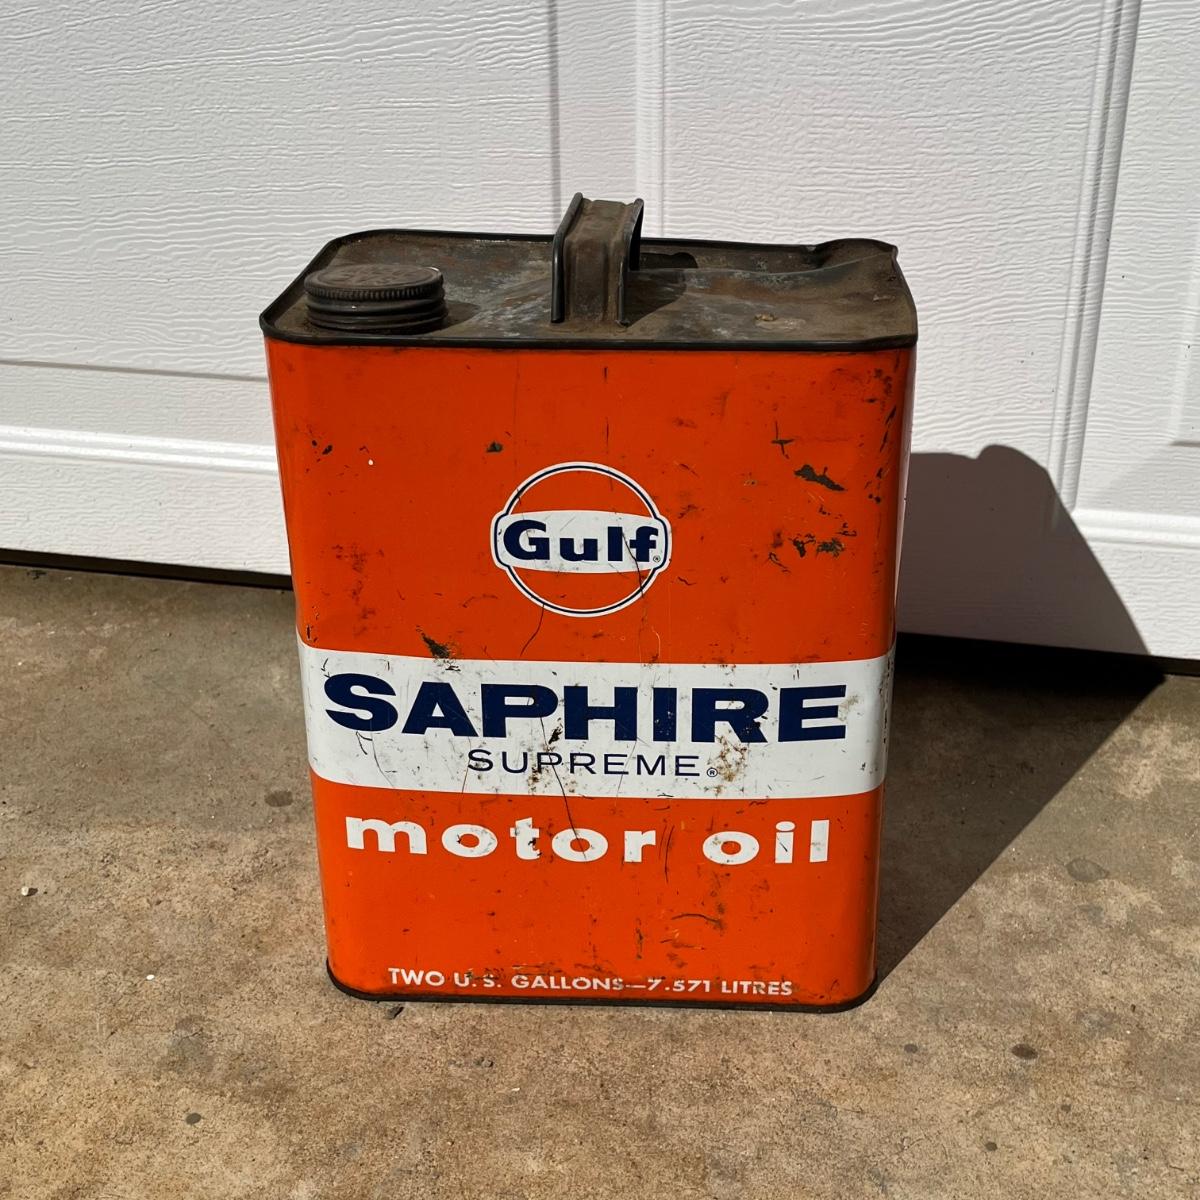 Gulf®
SAPHIRE
SUPREME®
motor oil
TWO U.S. GALLONS—7.571 LITRES